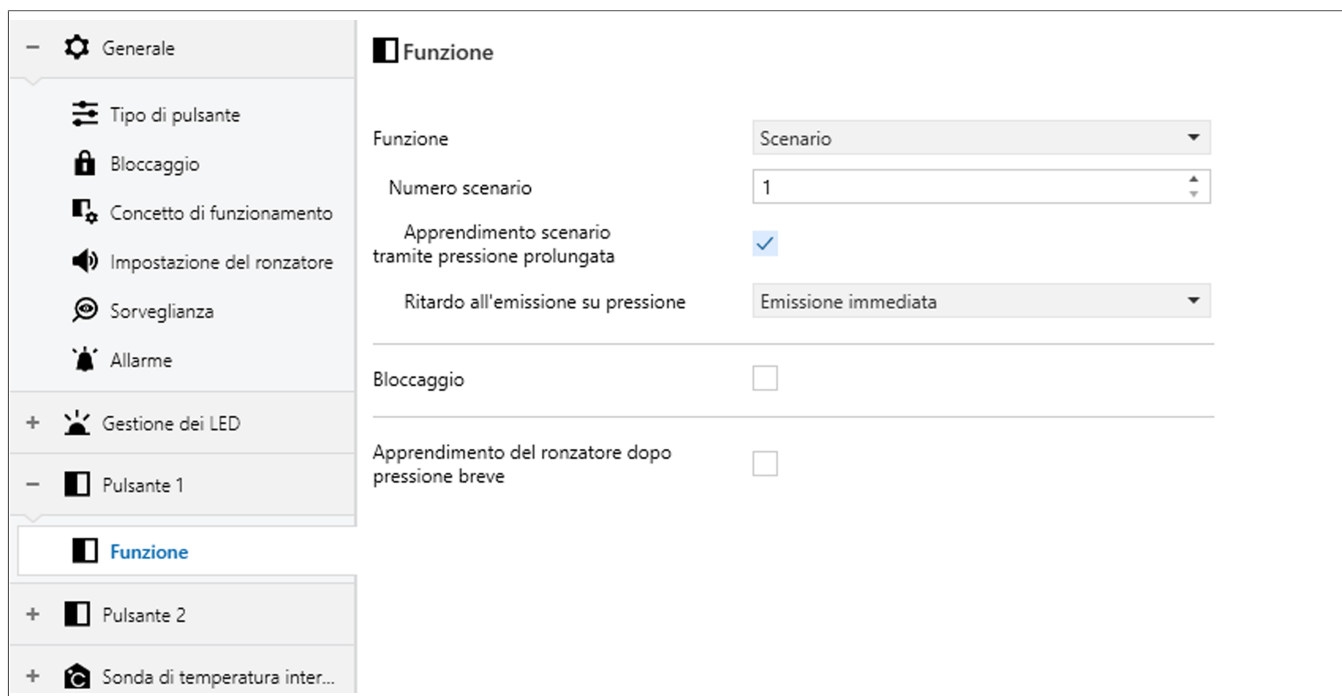 Generale
Tipo di pulsante
Bloccaggio
Concetto di funzionamento
Impostazione del ronzatore
Sorveglianza
Allarme
Gestione dei LED
Pulsante 1
Funzione
Pulsante 2
Sonda di temperatura inter...
Funzione
Funzione
Scenario
Numero scenario
1
Apprendimento scenario
tramite pressione prolungata
Ritardo all'emissione su pressione
Emissione immediata
Bloccaggio
Apprendimento del ronzatore dopo
pressione breve